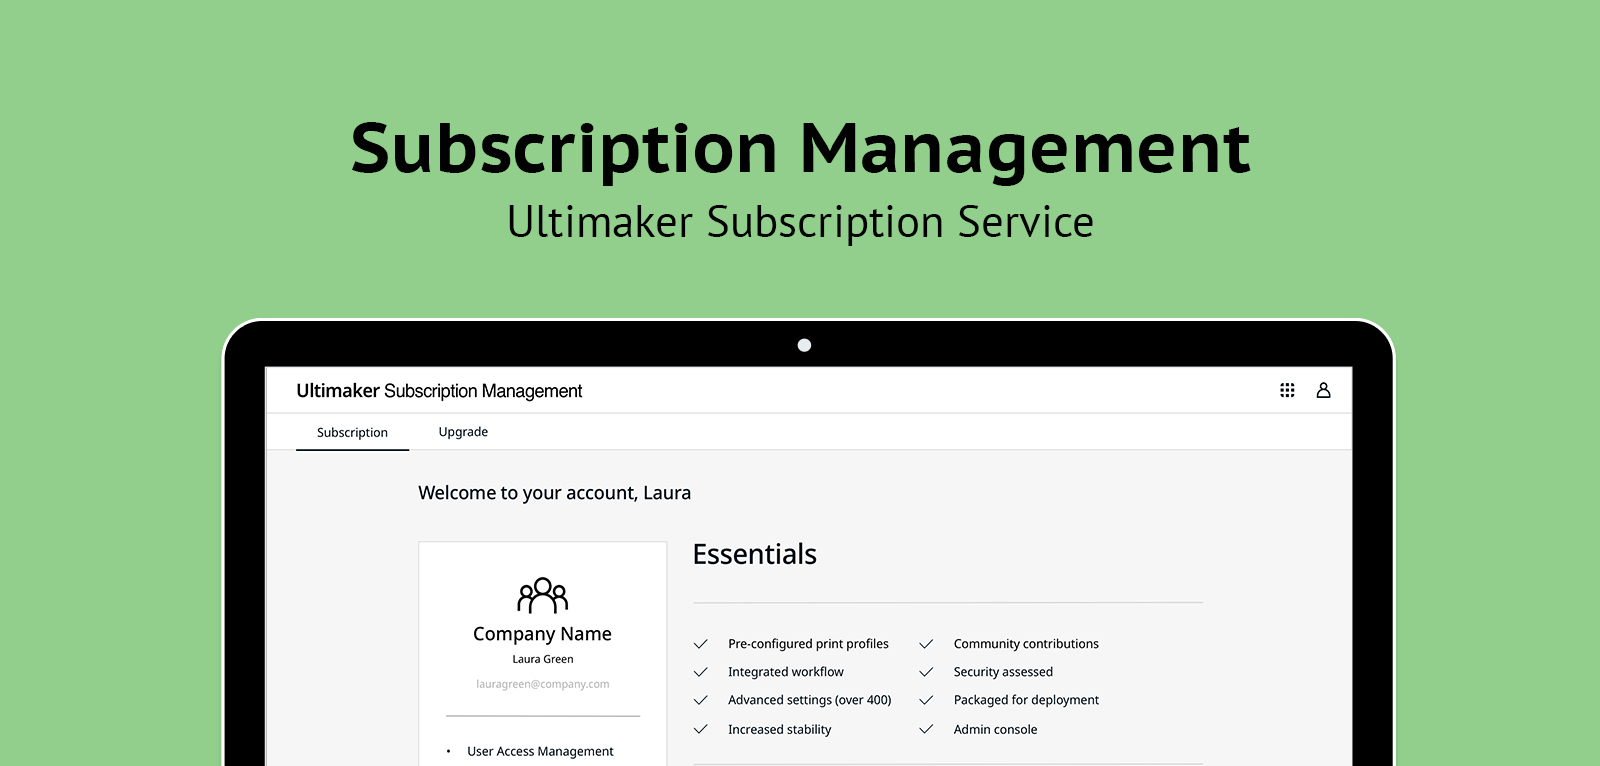 Subscription Management
Ultimaker Subscription Service
Ultimaker Subscription Management
Subscription
Upgrade
Welcome to your account, Laura
Company Name
Laura Green
lauragreen@company.com
• User Access Management
Essentials
Pre-configured print profiles
Integrated workflow
Advanced settings (over 400)
Increased stability
Community contributions
Security assessed
Packaged for deployment
Admin console